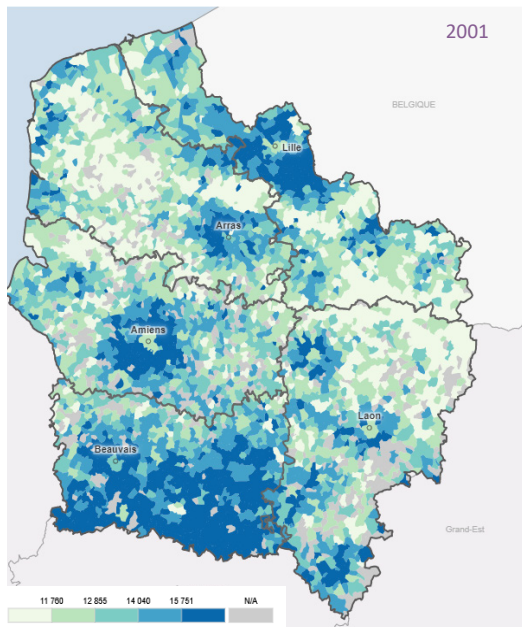 2001
BELGIQUE
Lille
Arras
Amiens
Laon
Beauvais
Grand-Est
11 760 12 855 14 040 15 751 N/A